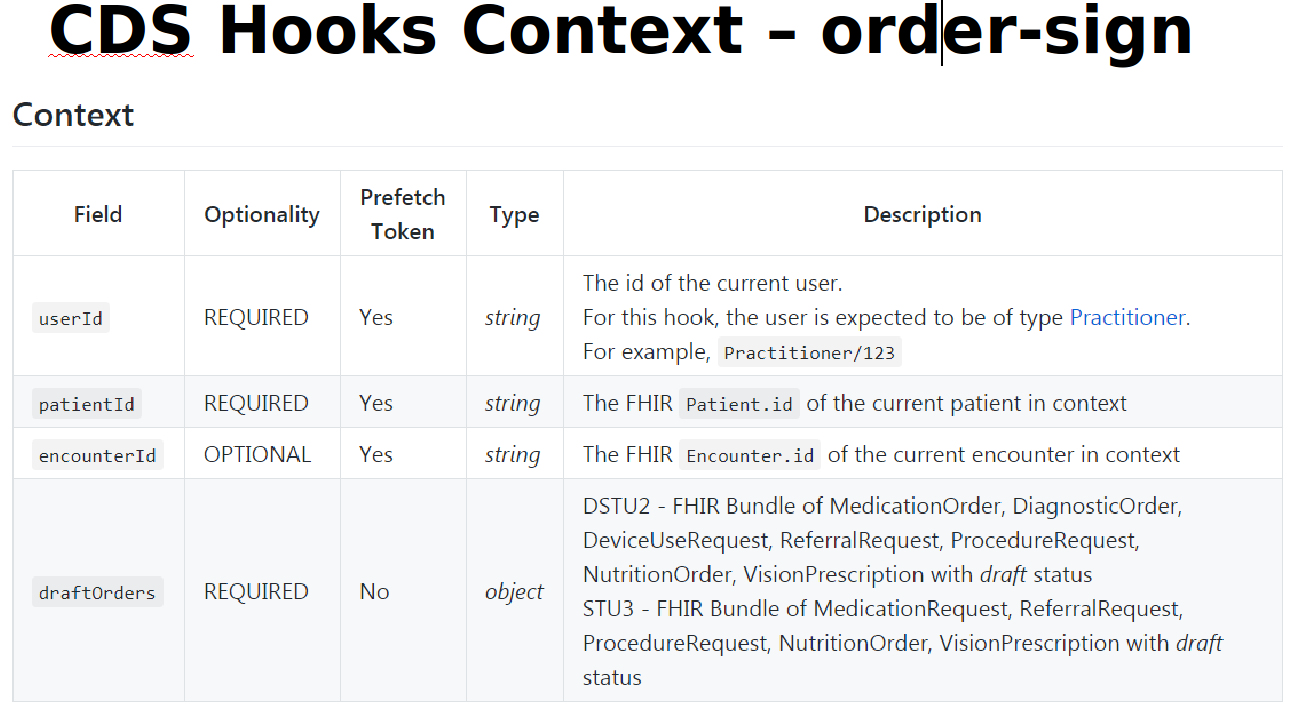 CDS Hooks Context – order-sign
Context
Field Optionality Prefetch Token Type Description
userId REQUIRED Yes string The id of the current user.
For this hook, the user is expected to be of type Practitioner.
For example, Practitioner/123
patientId REQUIRED Yes string The FHIR Patient.id of the current patient in context
encounterId OPTIONAL Yes string The FHIR Encounter.id of the current encounter in context
draftOrders REQUIRED No object DSTU2 - FHIR Bundle of MedicationOrder, DiagnosticOrder,
DeviceUseRequest, ReferralRequest, ProcedureRequest,
NutritionOrder, VisionPrescription with draft status
STU3 - FHIR Bundle of MedicationRequest, ReferralRequest,
ProcedureRequest, NutritionOrder, VisionPrescription with draft
status